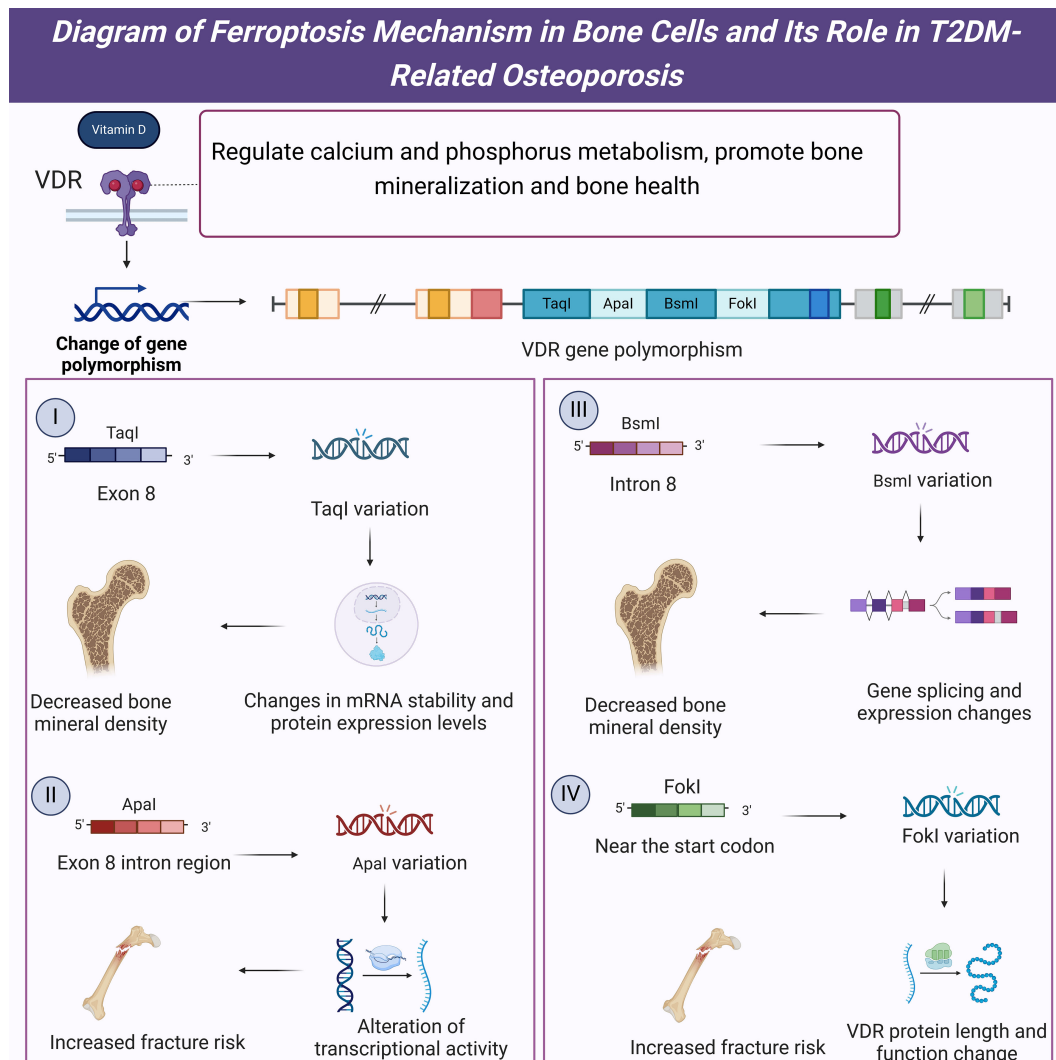 Diagram of Ferroptosis Mechanism in Bone Cells and Its Role in T2DM-
Related Osteoporosis
Vitamin D
VDR
Regulate calcium and phosphorus metabolism, promote bone
mineralization and bone health
Change of gene
polymorphism
TaqI
ApaI
BsmI
FokI
VDR gene polymorphism
I
TaqI
5'
3'
Exon 8
TaqI variation
Decreased bone
mineral density
Changes in mRNA stability and
protein expression levels
II
ApaI
5'
3'
Exon 8 intron region
ApaI variation
Increased fracture risk
Alteration of
transcriptional activity
III
BsmI
5'
3'
Intron 8
BsmI variation
Decreased bone
mineral density
Gene splicing and
expression changes
IV
FokI
5'
3'
Near the start codon
FokI variation
Increased fracture risk
VDR protein length and
function change